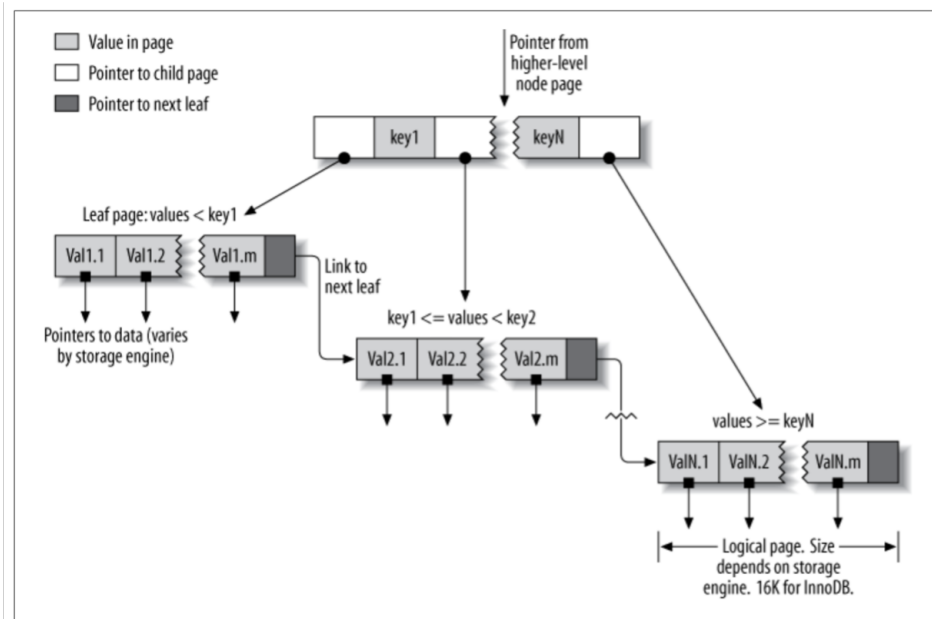 Value in page
Pointer to child page
Pointer to next leaf
Pointer from
higher-level
node page
key1
keyN
Leaf page: values < key1
Val1.1
Val1.2
Val1.m
Link to
next leaf
Pointers to data (varies
by storage engine)
key1 <= values < key2
Val2.1
Val2.2
Val2.m
values >= keyN
ValN.1
ValN.2
ValN.m
Logical page. Size
depends on storage
engine. 16K for InnoDB.